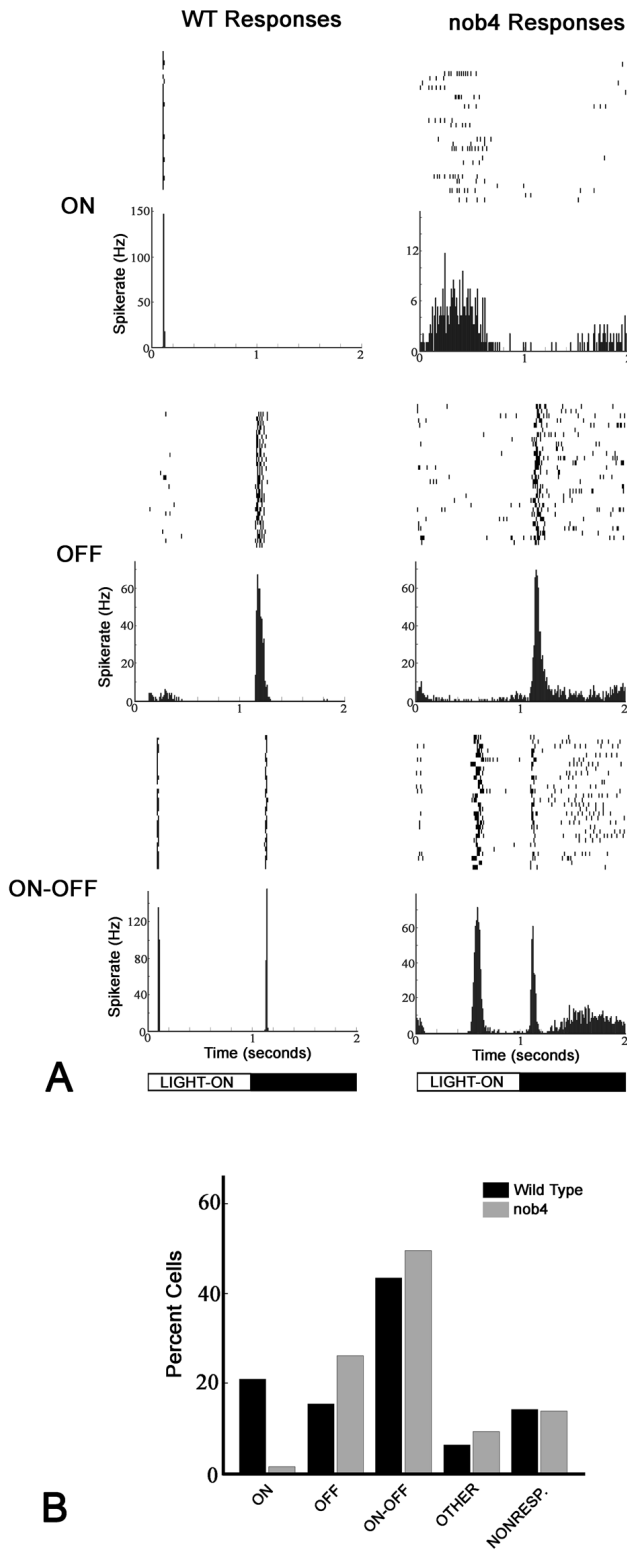 WT Responses
nob4 Responses
ON
150
100
50
0
Spikerate (Hz)
0
1
2
12
6
0
0
1
2
OFF
60
40
20
0
Spikerate (Hz)
0
1
2
60
40
20
0
0
1
2
ON-OFF
120
80
40
0
Spikerate (Hz)
0
1
2
Time (seconds)
60
40
20
0
0
1
2
Time (seconds)
A
LIGHT-ON
LIGHT-ON
Wild Type
nob4
60
40
20
0
Percent Cells
ON
OFF
ON-OFF
OTHER
NONRESP.
B